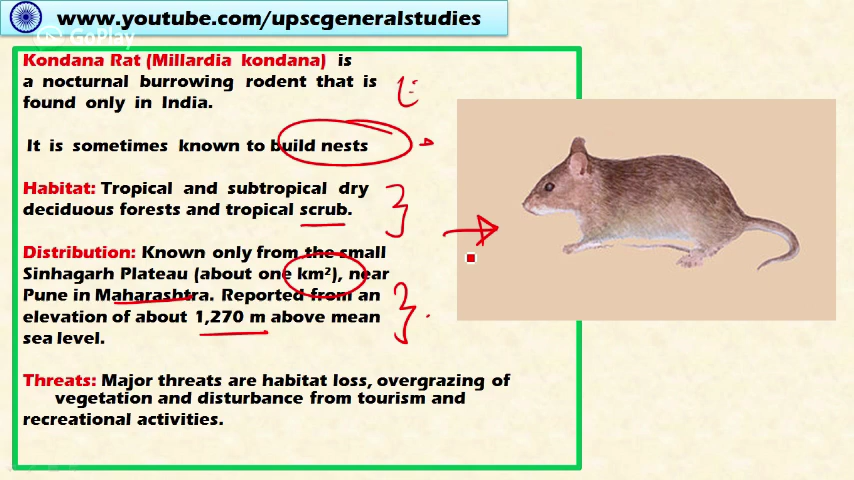 www.youtube.com/upscgeneralstudies
GoPlay
Kondana Rat (Millardia kondana) is
a nocturnal burrowing rodent that is
found only in India.
It is sometimes known to build nests
Habitat: Tropical and subtropical dry
deciduous forests and tropical scrub.
Distribution: Known only from the small
Sinhagarh Plateau (about one km²), near
Pune in Maharashtra. Reported from an
elevation of about 1,270 m above mean
sea level.
Threats: Major threats are habitat loss, overgrazing of
vegetation and disturbance from tourism and
recreational activities.